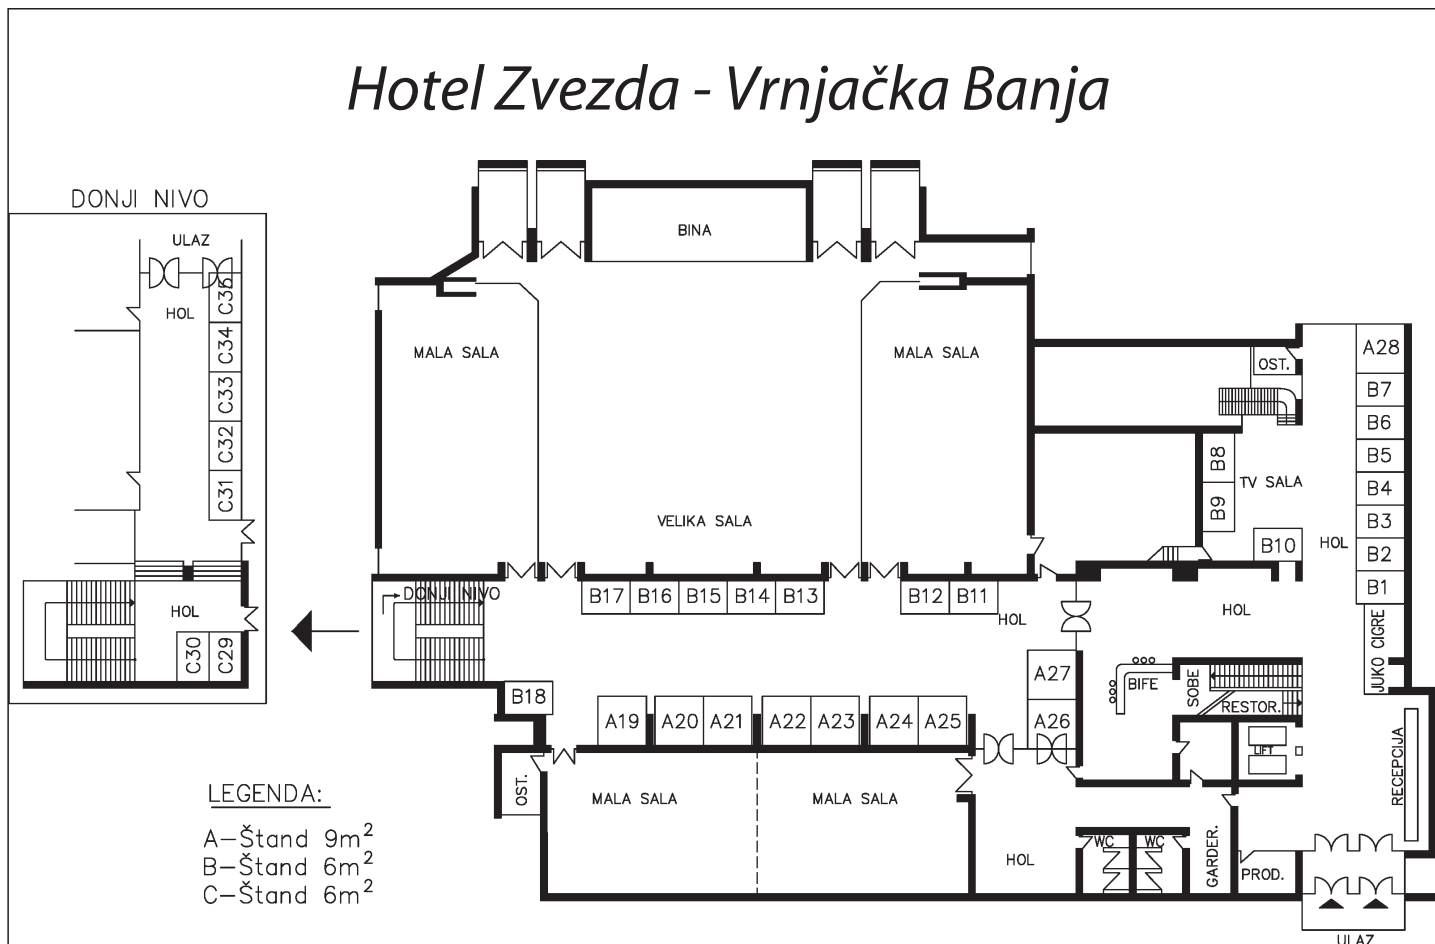 Hotel Zvezda - Vrnjačka Banja
DONJI NIVO
ULAZ
HOL
C35
C34
C33
C32
C31
HOL
C30
C29
BINA
MALA SALA
MALA SALA
VELIKA SALA
OST.
A28
B7
B6
B5
B4
B3
B2
B1
B8
B9
TV SALA
B10
HOL
DONJI NIVO
B17
B16
B15
B14
B13
B12
B11
HOL
HOL
JUKO CIGRE
B18
A19
A20
A21
A22
A23
A24
A25
A27
A26
BIFE
SOBE
RESTOR.
LIFT
RECEPCIJA
OST.
MALA SALA
MALA SALA
HOL
WC
WC
GARDER.
PROD.
ULAZ
LEGENDA:
A–Štand 9m²
B–Štand 6m²
C–Štand 6m²